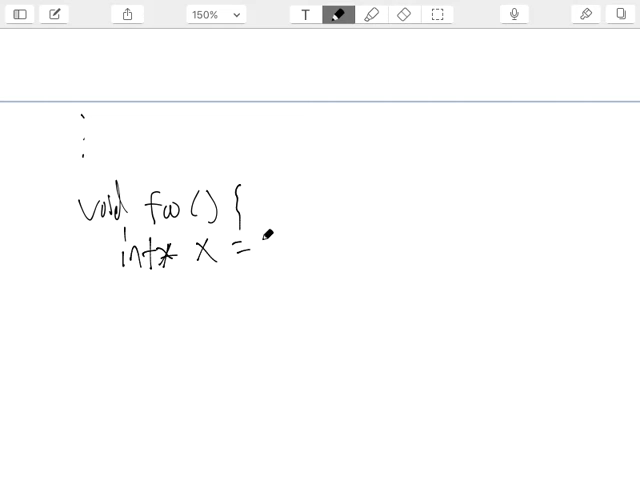 150%
T
⋮
void foo() {
int* x =